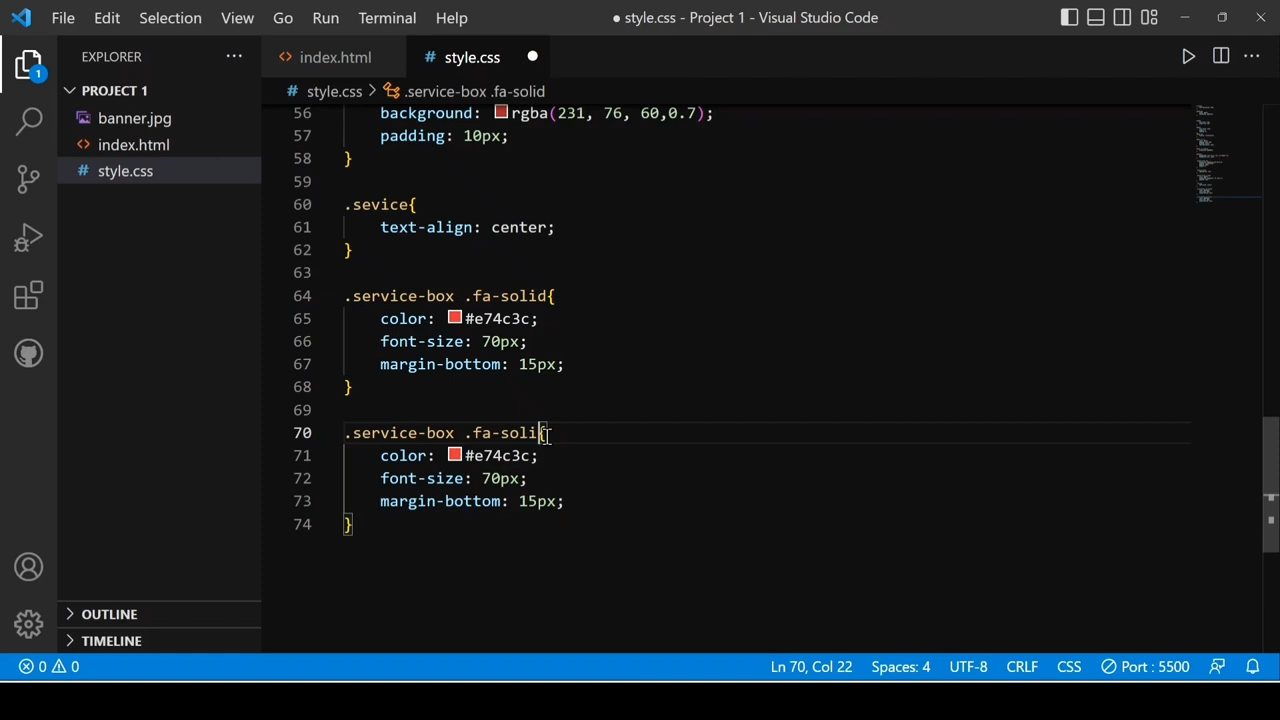 File Edit Selection View Go Run Terminal Help
● style.css - Project 1 - Visual Studio Code
EXPLORER
PROJECT 1
banner.jpg
index.html
style.css
OUTLINE
TIMELINE
1
<> index.html
# style.css
# style.css > .service-box .fa-solid
56 background: rgba(231, 76, 60,0.7);
57 padding: 10px;
58 }
59
60 .sevice{
61 text-align: center;
62 }
63
64 .service-box .fa-solid{
65 color: #e74c3c;
66 font-size: 70px;
67 margin-bottom: 15px;
68 }
69
70 .service-box .fa-soli{
71 color: #e74c3c;
72 font-size: 70px;
73 margin-bottom: 15px;
74 }
0 0
Ln 70, Col 22 Spaces: 4 UTF-8 CRLF CSS Port : 5500